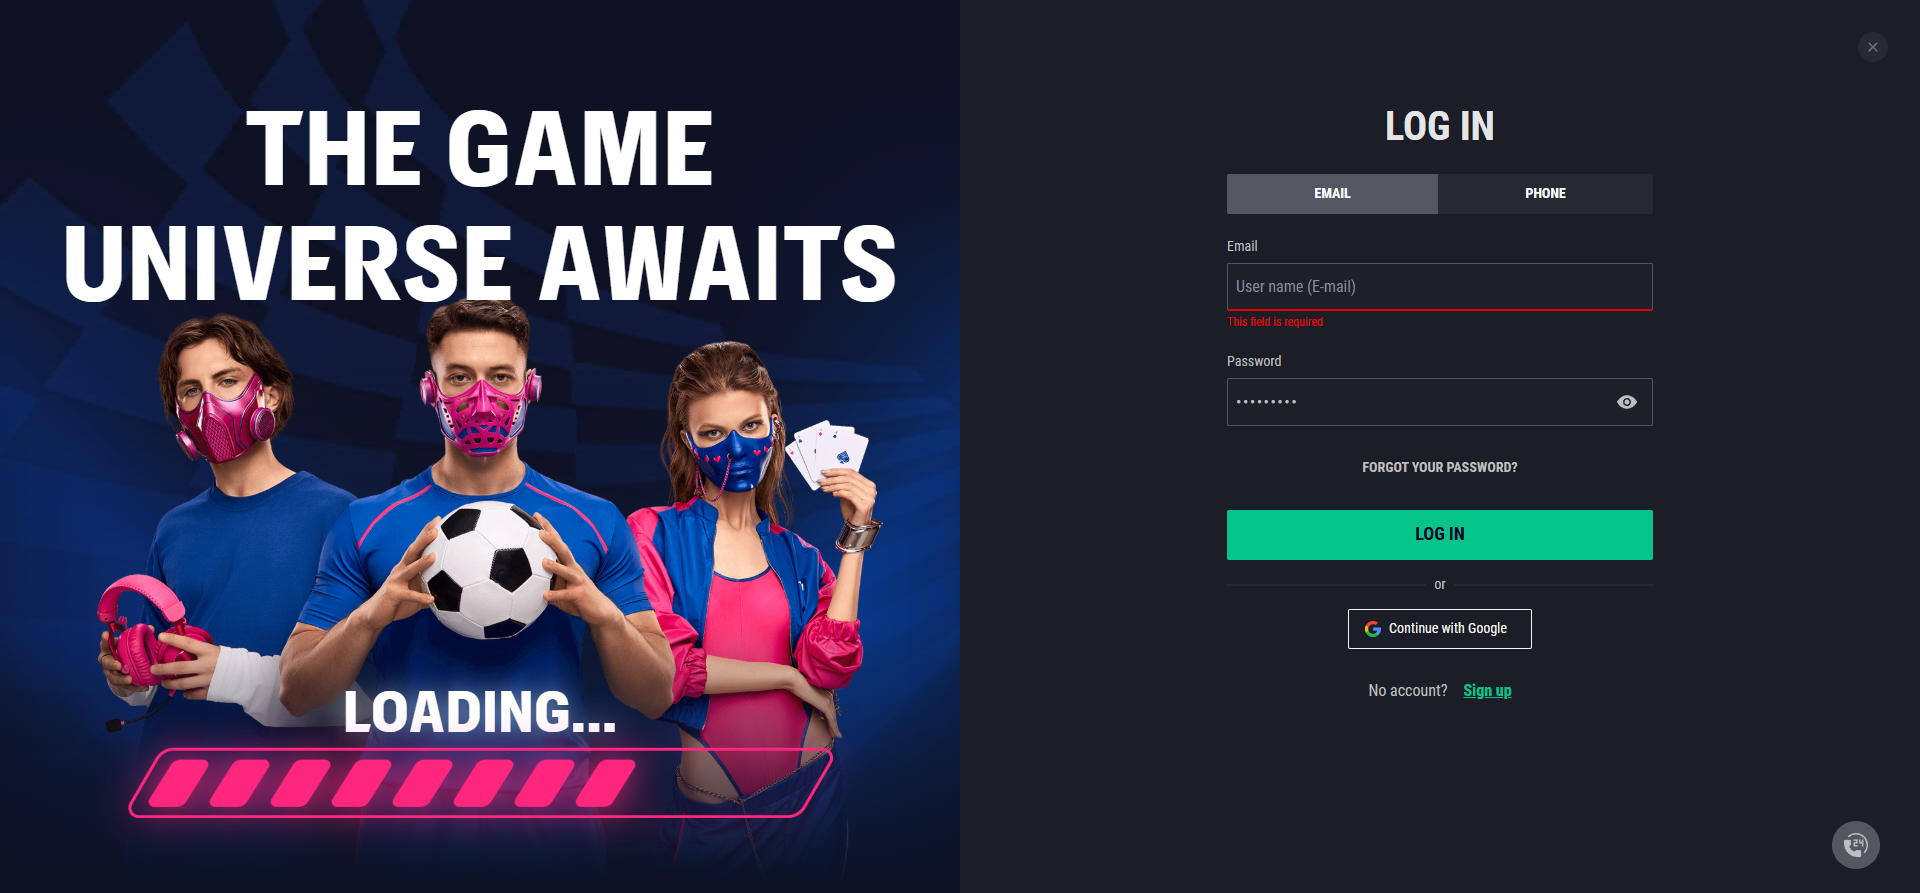 THE GAME
UNIVERSE AWAITS
LOADING...
LOG IN
EMAIL
PHONE
Email
User name (E-mail)
This field is required
Password
•••••••••
FORGOT YOUR PASSWORD?
LOG IN
or
Continue with Google
No account? Sign up
24